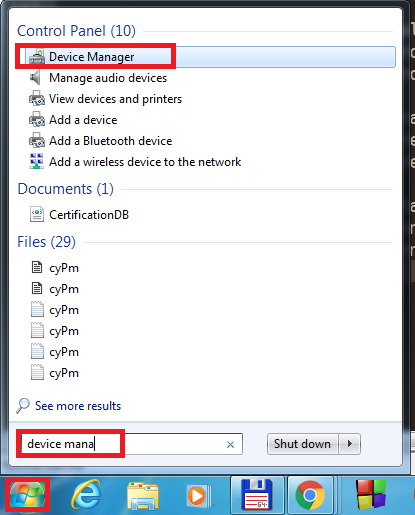 Control Panel (10)
Device Manager
Manage audio devices
View devices and printers
Add a device
Add a Bluetooth device
Add a wireless device to the network
Documents (1)
CertificationDB
Files (29)
cyPm
cyPm
cyPm
cyPm
cyPm
cyPm
See more results
device mana
Shut down
64